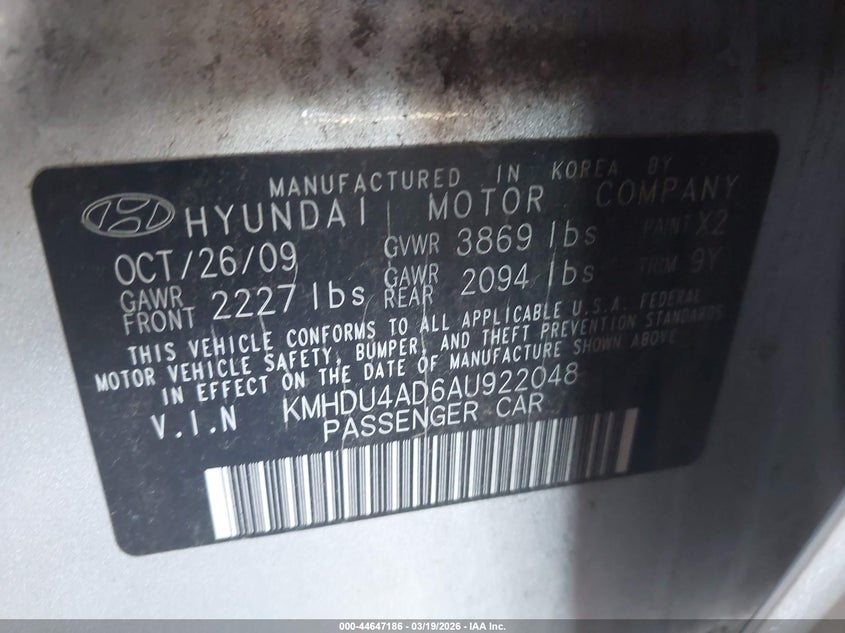 MANUFACTURED IN KOREA BY
HYUNDAI MOTOR COMPANY
OCT/26/09 GVWR 3869 lbs PAINT X2
GAWR FRONT 2227 lbs GAWR REAR 2094 lbs TRIM 9Y
THIS VEHICLE CONFORMS TO ALL APPLICABLE U.S.A. FEDERAL
MOTOR VEHICLE SAFETY, BUMPER, AND THEFT PREVENTION STANDARDS
IN EFFECT ON THE DATE OF MANUFACTURE SHOWN ABOVE
V.I.N KMHDU4AD6AU922048
PASSENGER CAR
000-44647186 - 03/19/2026 - IAA Inc.